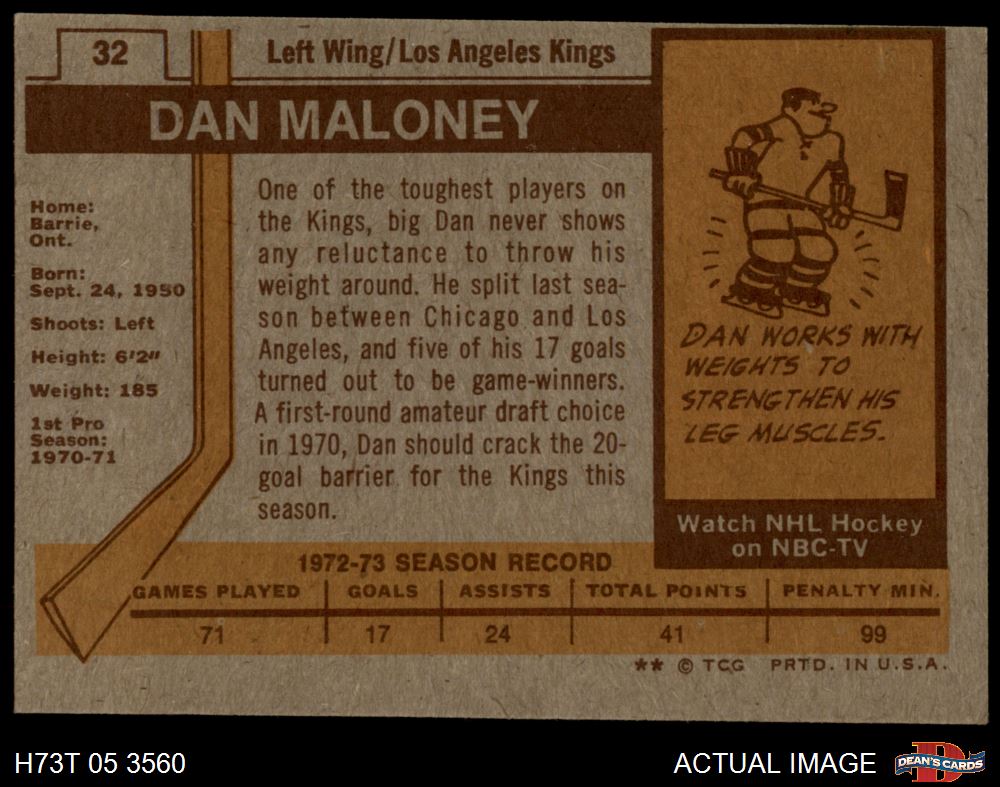 32
Left Wing/Los Angeles Kings
DAN MALONEY
Home:
Barrie,
Ont.
Born:
Sept. 24, 1950
Shoots: Left
Height: 6'2"
Weight: 185
1st Pro
Season:
1970-71
One of the toughest players on
the Kings, big Dan never shows
any reluctance to throw his
weight around. He split last sea-
son between Chicago and Los
Angeles, and five of his 17 goals
turned out to be game-winners.
A first-round amateur draft choice
in 1970, Dan should crack the 20-
goal barrier for the Kings this
season.
DAN WORKS WITH
WEIGHTS TO
STRENGTHEN HIS
LEG MUSCLES.
Watch NHL Hockey
on NBC-TV
1972-73 SEASON RECORD
GAMES PLAYED GOALS ASSISTS TOTAL POINTS PENALTY MIN.
71 17 24 41 99
** © TCG PRTD. IN U.S.A.
H73T 05 3560
ACTUAL IMAGE
D
DEAN'S CARDS